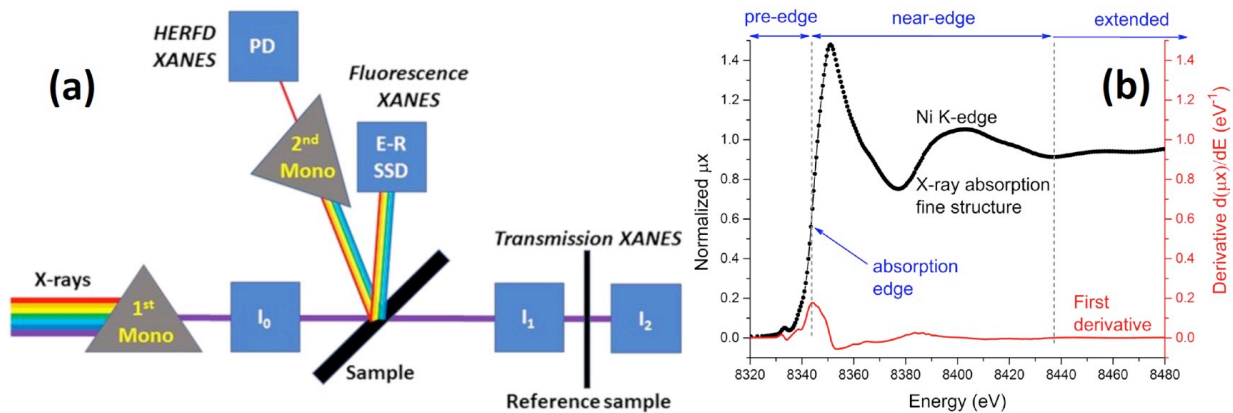 (a)
HERFD
XANES
PD
Fluorescence
XANES
2nd
Mono
E-R
SSD
Transmission XANES
X-rays
1st
Mono
I0
I1
I2
Sample
Reference sample
pre-edge
near-edge
extended
(b)
Ni K-edge
X-ray absorption
fine structure
absorption
edge
First
derivative
Normalized μx
1.4
1.2
1.0
0.8
0.6
0.4
0.2
0.0
Derivative d(μx)/dE (eV⁻¹)
1.4
1.2
1.0
0.8
0.6
0.4
0.2
0.0
8320 8340 8360 8380 8400 8420 8440 8460 8480
Energy (eV)